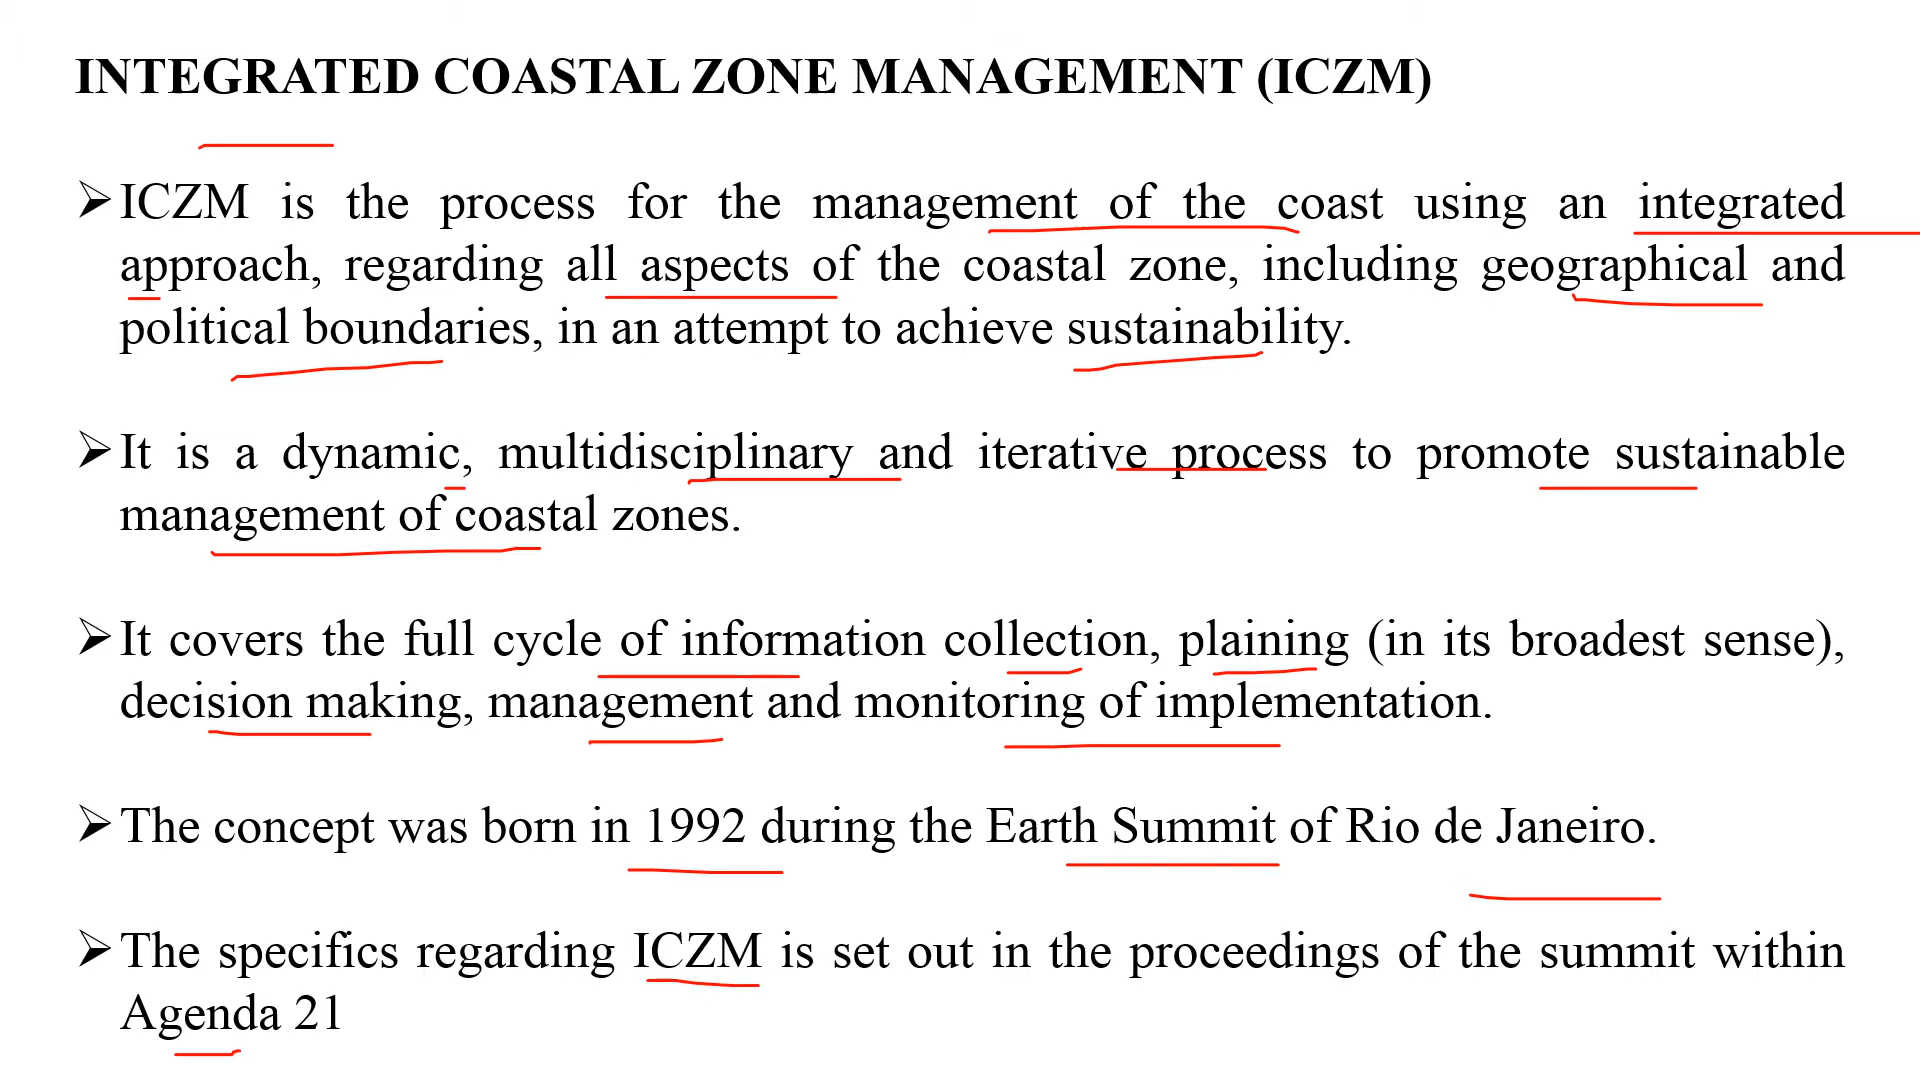 INTEGRATED COASTAL ZONE MANAGEMENT (ICZM)
➢ICZM is the process for the management of the coast using an integrated
approach, regarding all aspects of the coastal zone, including geographical and
political boundaries, in an attempt to achieve sustainability.
➢It is a dynamic, multidisciplinary and iterative process to promote sustainable
management of coastal zones.
➢It covers the full cycle of information collection, plaining (in its broadest sense),
decision making, management and monitoring of implementation.
➢The concept was born in 1992 during the Earth Summit of Rio de Janeiro.
➢The specifics regarding ICZM is set out in the proceedings of the summit within
Agenda 21